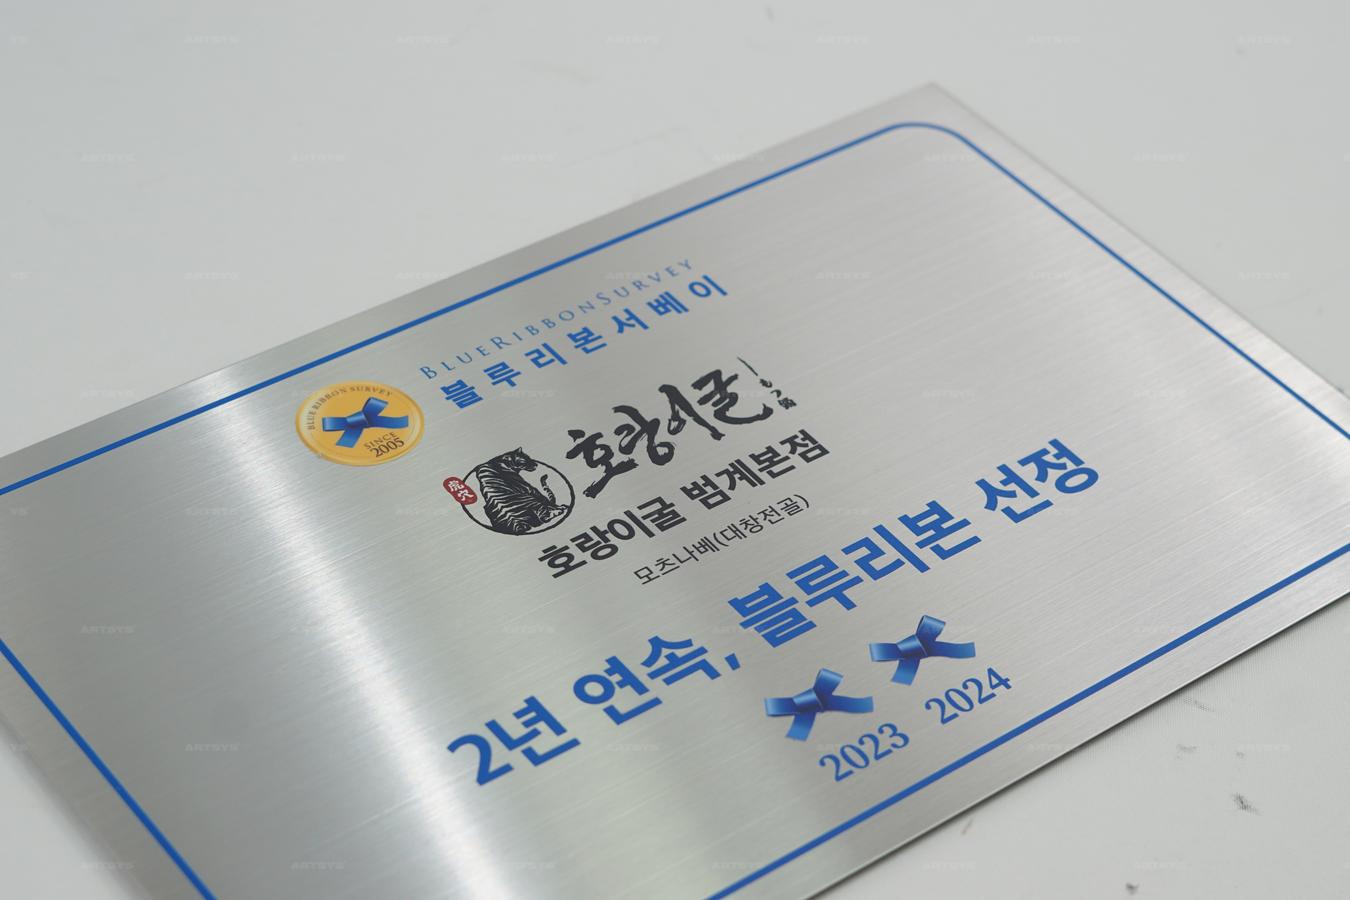 BLUERIBBONSURVEY
블루리본서베이
BLUE RIBBON SURVEY
SINCE
2005
호랑이굴
虎穴
호랑이굴 범계본점
모츠나베(대창전골)
2년 연속, 블루리본 선정
2023 2024
ARTSYS